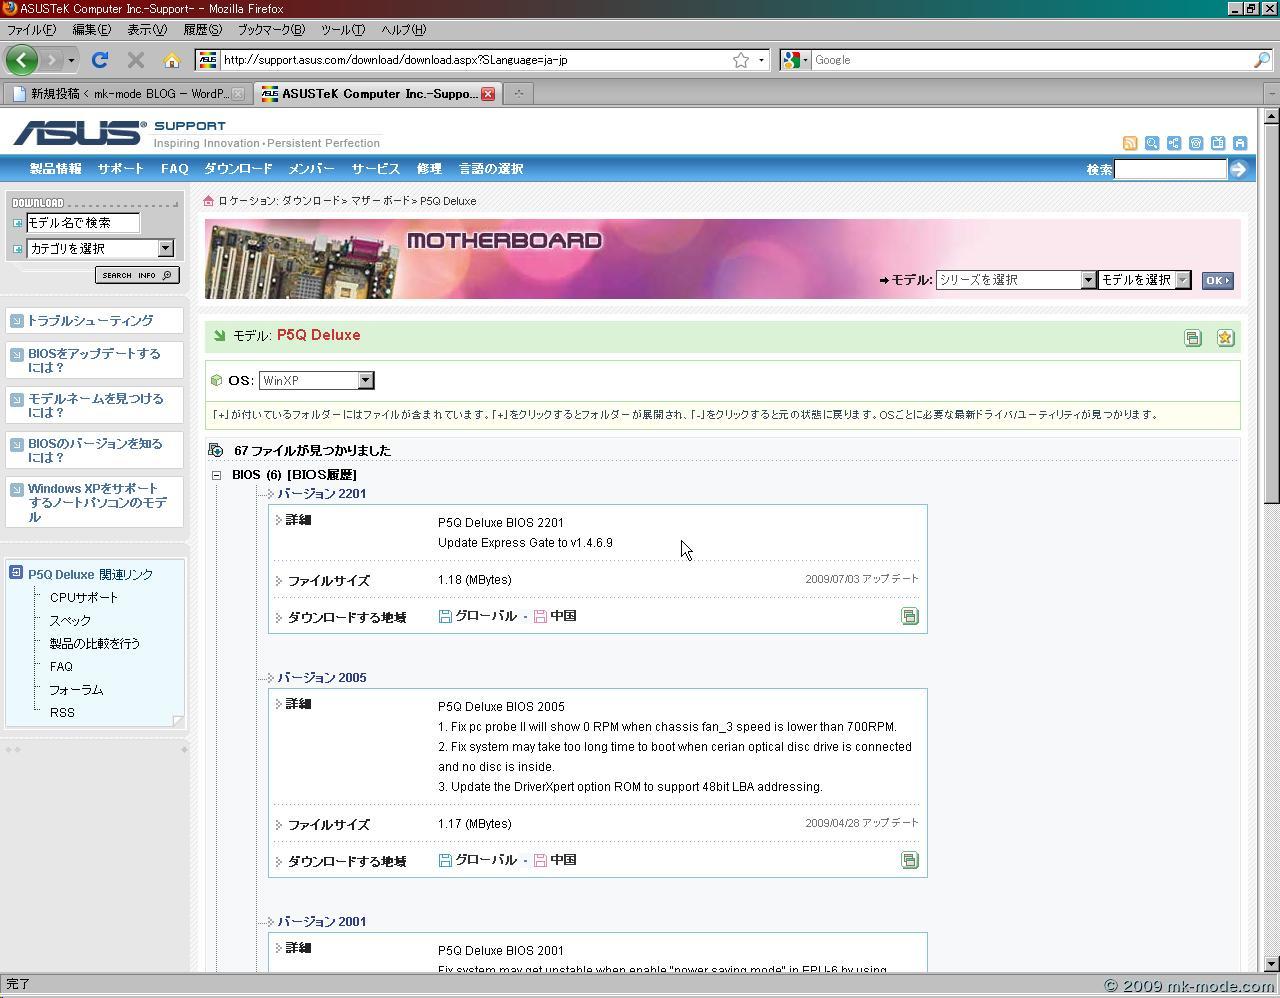 ASUSTeK Computer Inc.-Support- - Mozilla Firefox
ファイル(F) 編集(E) 表示(V) 履歴(S) ブックマーク(B) ツール(T) ヘルプ(H)
http://support.asus.com/download/download.aspx?SLanguage=ja-jp
Google
新規投稿 < mk-mode BLOG — WordP...
ASUSTeK Computer Inc.-Suppo...
ASUS SUPPORT
Inspiring Innovation・Persistent Perfection
製品情報 サポート FAQ ダウンロード メンバー サービス 修理 言語の選択
検索
DOWNLOAD
モデル名で検索
カテゴリを選択
SEARCH INFO
トラブルシューティング
BIOSをアップデートする
には？
モデルネームを見つける
には？
BIOSのバージョンを知る
には？
Windows XPをサポート
するノートパソコンのモデ
ル
P5Q Deluxe 関連リンク
CPUサポート
スペック
製品の比較を行う
FAQ
フォーラム
RSS
ロケーション: ダウンロード> マザーボード> P5Q Deluxe
MOTHERBOARD
モデル: シリーズを選択 モデルを選択 OK
モデル: P5Q Deluxe
OS: WinXP
「+」が付いているフォルダーにはファイルが含まれています。「+」をクリックするとフォルダーが展開され、「-」をクリックすると元の状態に戻ります。OSごとに必要な最新ドライバ/ユーティリティが見つかります。
67 ファイルが見つかりました
BIOS (6) [BIOS履歴]
バージョン 2201
詳細
P5Q Deluxe BIOS 2201
Update Express Gate to v1.4.6.9
ファイルサイズ 1.18 (MBytes) 2009/07/03 アップデート
ダウンロードする地域 グローバル - 中国
バージョン 2005
詳細
P5Q Deluxe BIOS 2005
1. Fix pc probe II will show 0 RPM when chassis fan_3 speed is lower than 700RPM.
2. Fix system may take too long time to boot when cerian optical disc drive is connected
and no disc is inside.
3. Update the DriverXpert option ROM to support 48bit LBA addressing.
ファイルサイズ 1.17 (MBytes) 2009/04/28 アップデート
ダウンロードする地域 グローバル - 中国
バージョン 2001
詳細
P5Q Deluxe BIOS 2001
Fix system may get unstable when enable "power saving mode" in EPU-6 by using
完了
© 2009 mk-mode.com